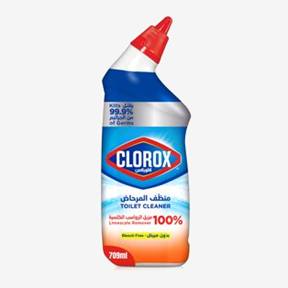 Kills يقتل
99.9%
من الجراثيم
of Germs
CLOROX
كلوركس
منظف المرحاض
TOILET CLEANER
مزيل الرواسب الكلسية 100%
Limescale Remover
Bleach Free - بدون مبيض
709ml